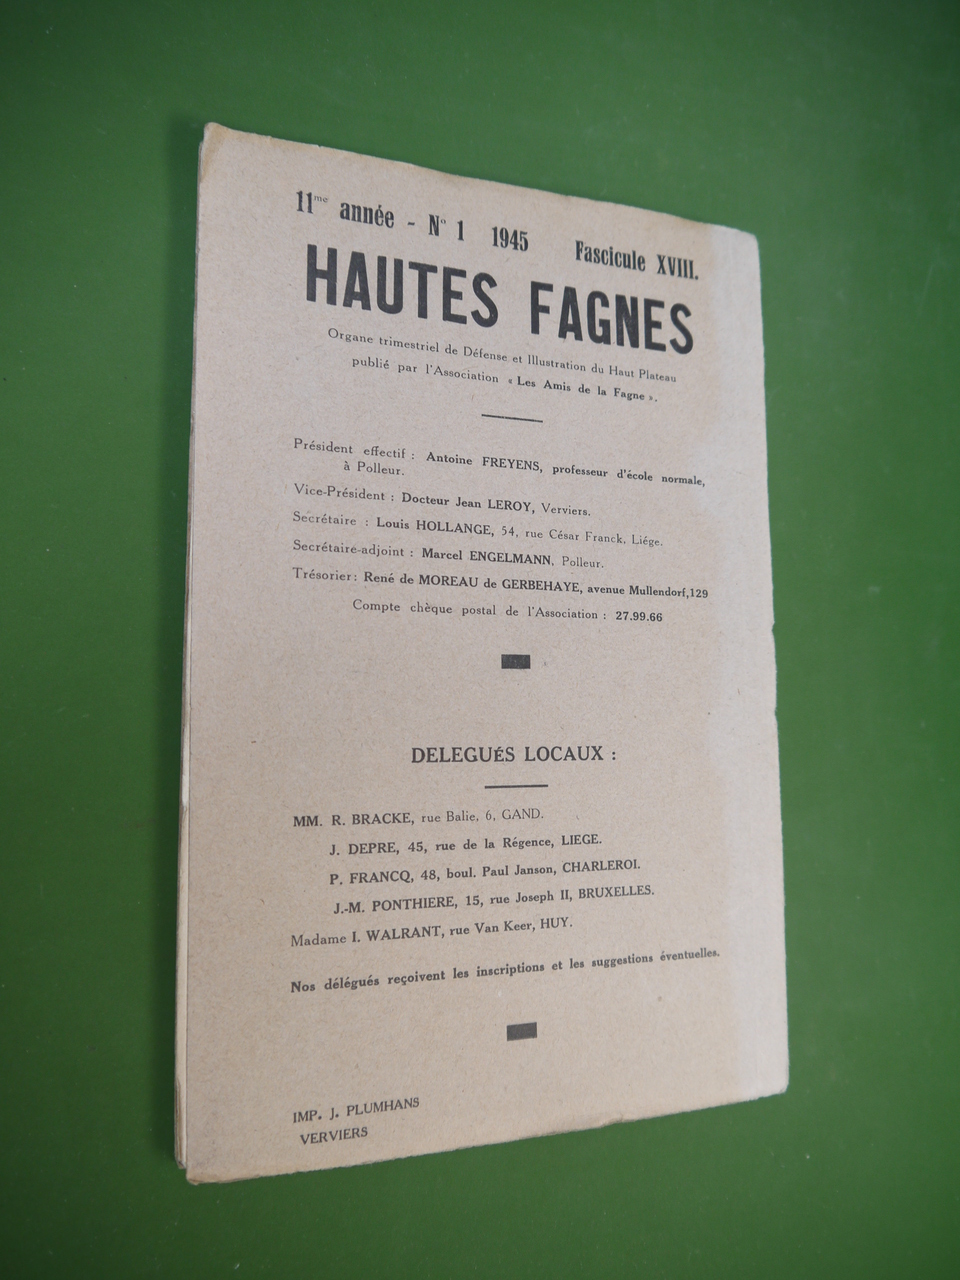 11me année - N° 1 1945 Fascicule XVIII.
HAUTES FAGNES
Organe trimestriel de Défense et Illustration du Haut Plateau
publié par l'Association « Les Amis de la Fagne ».
Président effectif : Antoine FREYENS, professeur d'école normale,
à Polleur.
Vice-Président : Docteur Jean LEROY, Verviers.
Secrétaire : Louis HOLLANGE, 54, rue César Franck, Liége.
Secrétaire-adjoint : Marcel ENGELMANN, Polleur.
Trésorier : René de MOREAU de GERBEHAYE, avenue Mullendorf,129
Compte chèque postal de l'Association : 27.99.66
DELEGUÉS LOCAUX :
MM. R. BRACKE, rue Balie, 6, GAND.
J. DEPRE, 45, rue de la Régence, LIEGE.
P. FRANCQ, 48, boul. Paul Janson, CHARLEROI.
J.-M. PONTHIERE, 15, rue Joseph II, BRUXELLES.
Madame I. WALRANT, rue Van Keer, HUY.
Nos délégués reçoivent les inscriptions et les suggestions éventuelles.
IMP. J. PLUMHANS
VERVIERS